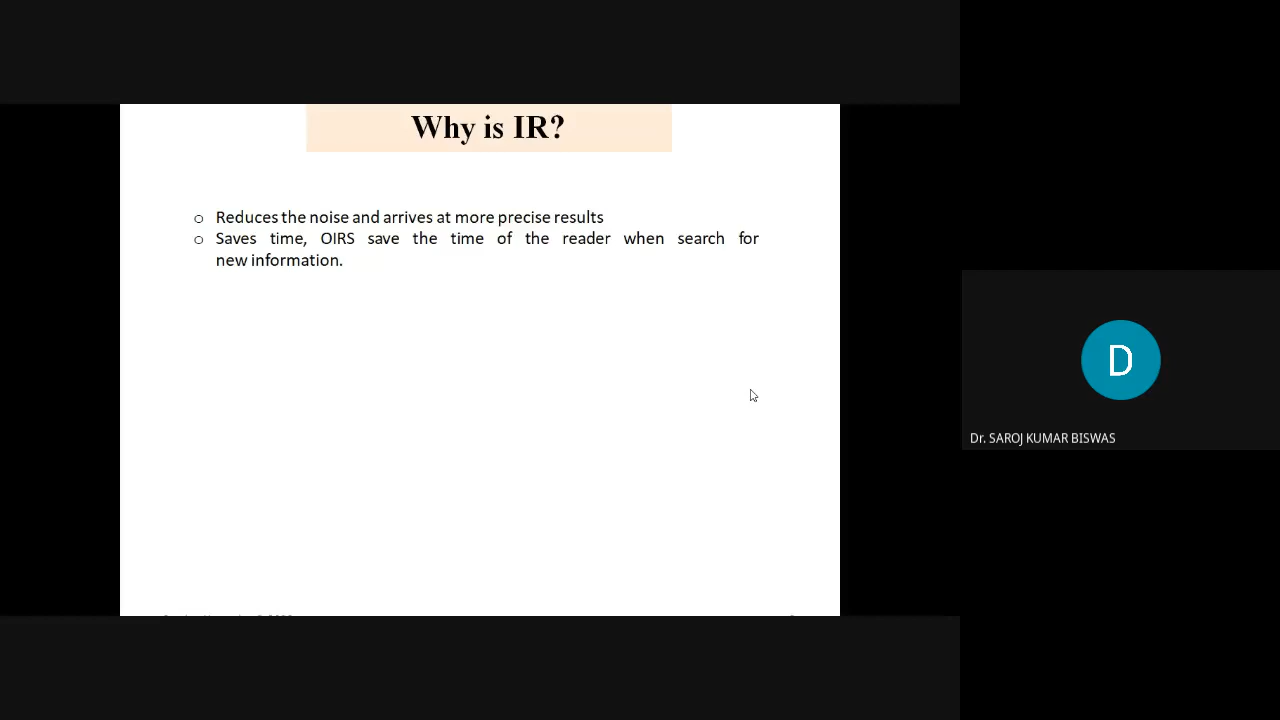 Why is IR?
o Reduces the noise and arrives at more precise results
o Saves time, OIRS save the time of the reader when search for
new information.
D
Dr. SAROJ KUMAR BISWAS